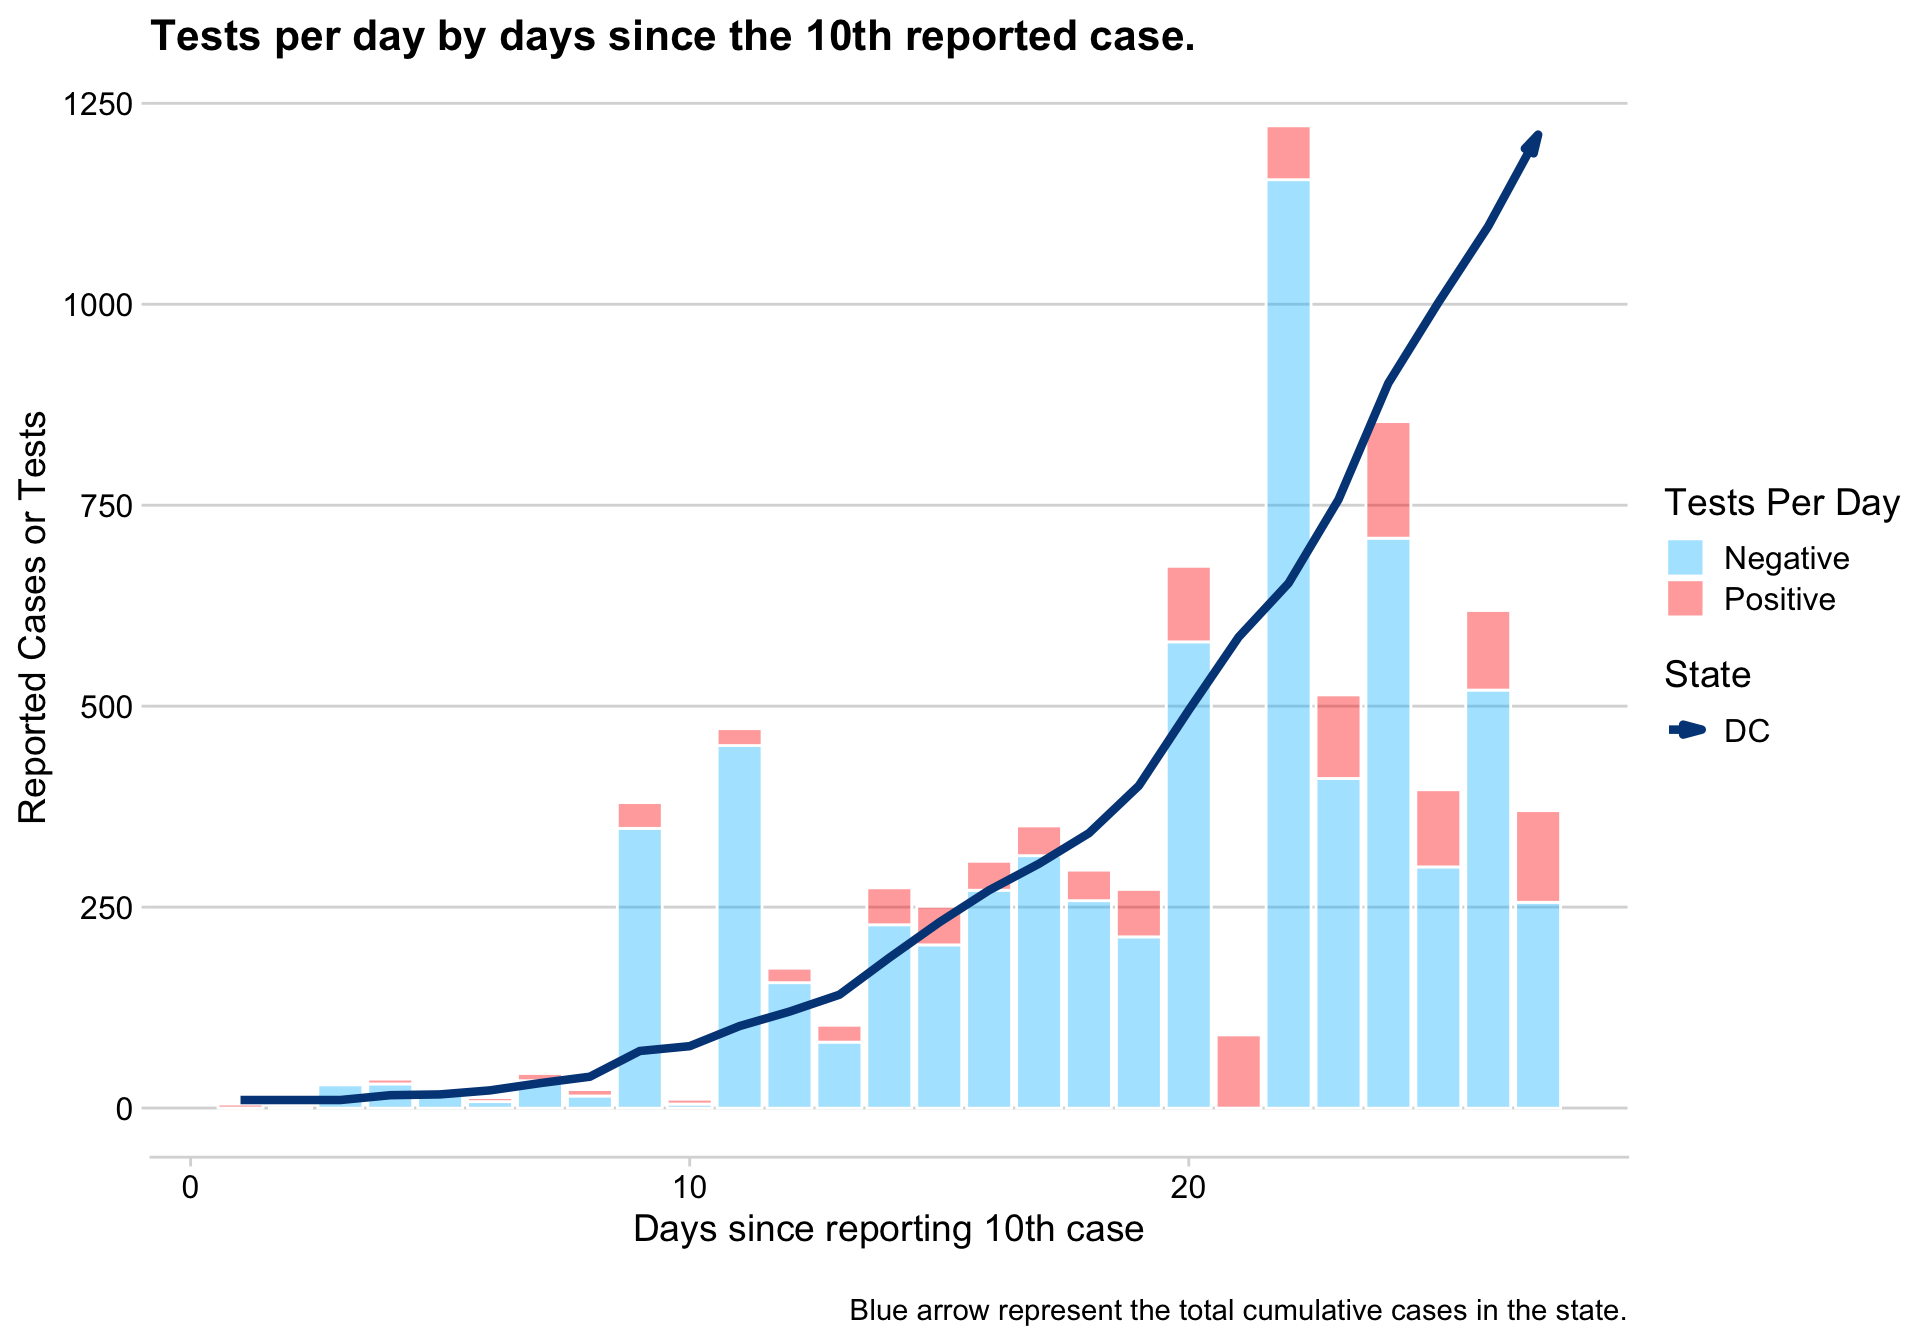 Tests per day by days since the 10th reported case.
1250
1000
750
500
250
0
Reported Cases or Tests
0 10 20
Days since reporting 10th case
Tests Per Day
Negative
Positive
State
DC
Blue arrow represent the total cumulative cases in the state.